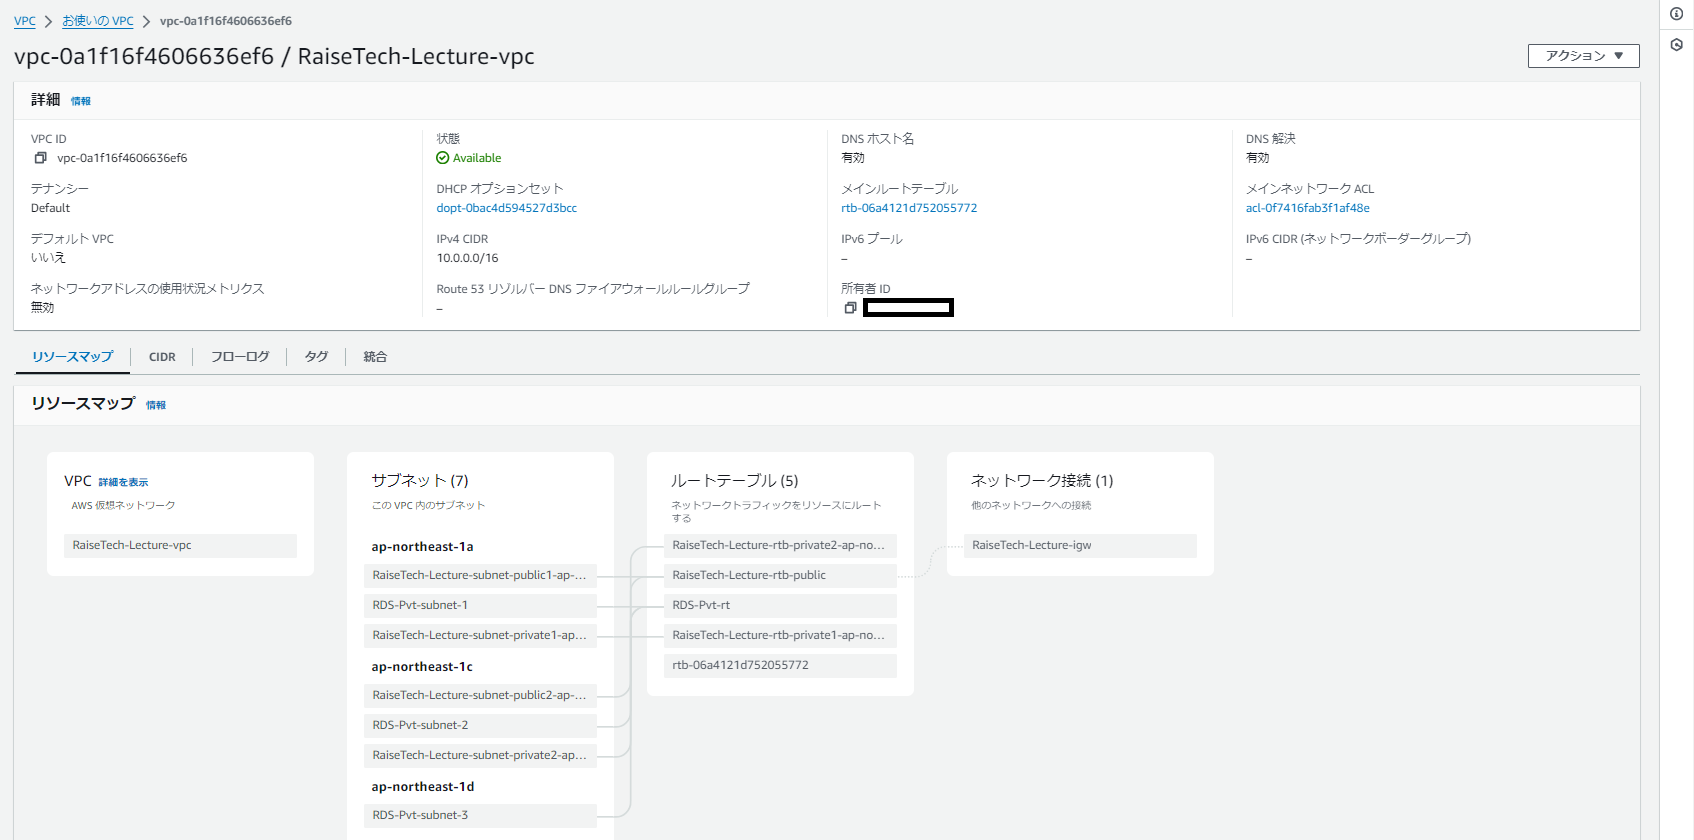 VPC > お使いの VPC > vpc-0a1f16f4606636ef6
vpc-0a1f16f4606636ef6 / RaiseTech-Lecture-vpc
アクション ▼
詳細 情報
VPC ID
vpc-0a1f16f4606636ef6
状態
Available
DNS ホスト名
有効
DNS 解決
有効
テナンシー
Default
DHCP オプションセット
dopt-0bac4d594527d3bcc
メインルートテーブル
rtb-06a4121d752055772
メインネットワーク ACL
acl-0f7416fab3f1af48e
デフォルト VPC
いいえ
IPv4 CIDR
10.0.0.0/16
IPv6 プール
–
IPv6 CIDR (ネットワークボーダーグループ)
–
ネットワークアドレスの使用状況メトリクス
無効
Route 53 リゾルバー DNS ファイアウォールルールグループ
–
所有者 ID
リソースマップ
CIDR
フローログ
タグ
統合
リソースマップ 情報
VPC 詳細を表示
AWS 仮想ネットワーク
RaiseTech-Lecture-vpc
サブネット (7)
この VPC 内のサブネット
ap-northeast-1a
RaiseTech-Lecture-subnet-public1-ap-...
RDS-Pvt-subnet-1
RaiseTech-Lecture-subnet-private1-ap...
ap-northeast-1c
RaiseTech-Lecture-subnet-public2-ap-...
RDS-Pvt-subnet-2
RaiseTech-Lecture-subnet-private2-ap...
ap-northeast-1d
RDS-Pvt-subnet-3
ルートテーブル (5)
ネットワークトラフィックをリソースにルート
する
RaiseTech-Lecture-rtb-private2-ap-no...
RaiseTech-Lecture-rtb-public
RDS-Pvt-rt
RaiseTech-Lecture-rtb-private1-ap-no...
rtb-06a4121d752055772
ネットワーク接続 (1)
他のネットワークへの接続
RaiseTech-Lecture-igw